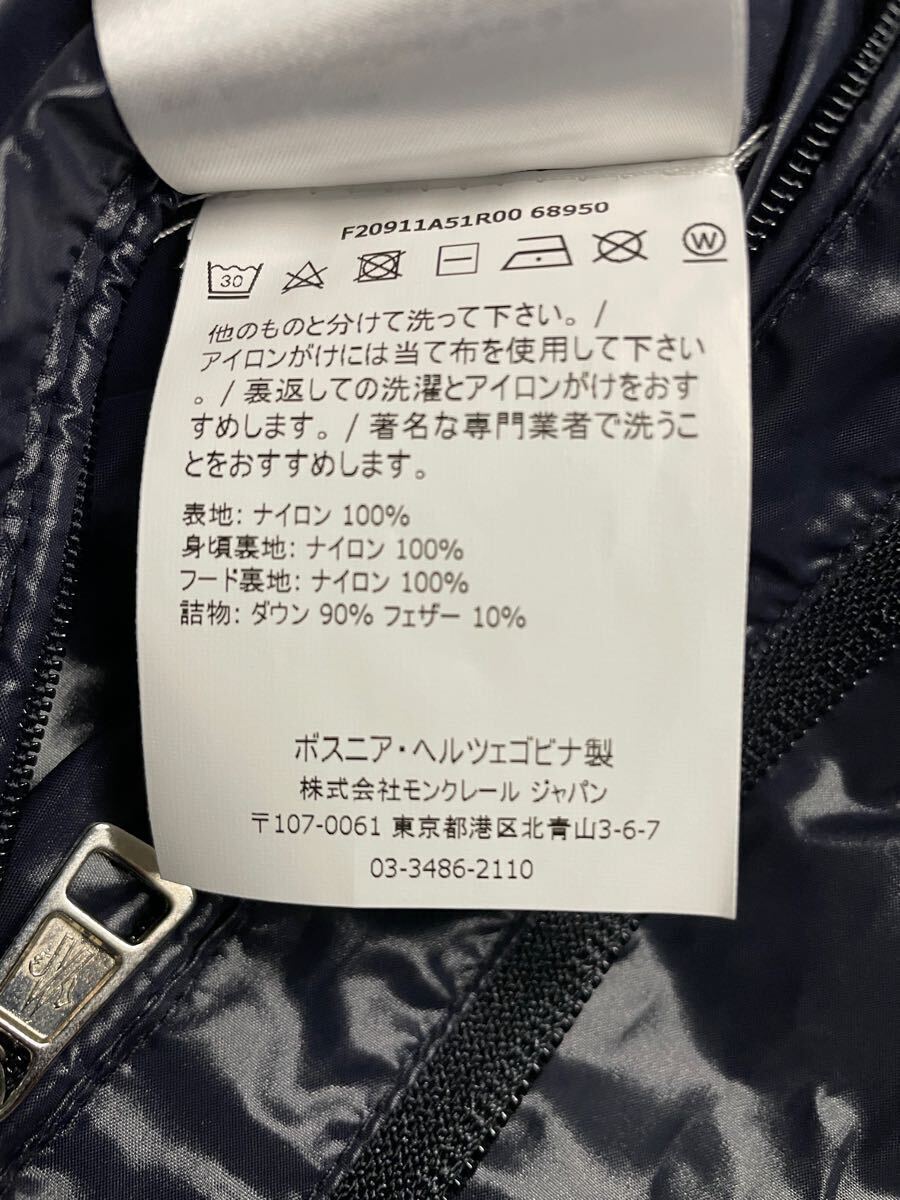 F20911A51R00 68950
30
W
他のものと分けて洗って下さい。/
アイロンがけには当て布を使用して下さい
。/ 裏返しての洗濯とアイロンがけをおす
すめします。/ 著名な専門業者で洗うこ
とをおすすめします。
表地: ナイロン 100%
身頃裏地: ナイロン 100%
フード裏地: ナイロン 100%
詰物: ダウン 90% フェザー 10%
ボスニア・ヘルツェゴビナ製
株式会社モンクレール ジャパン
〒107-0061 東京都港区北青山3-6-7
03-3486-2110